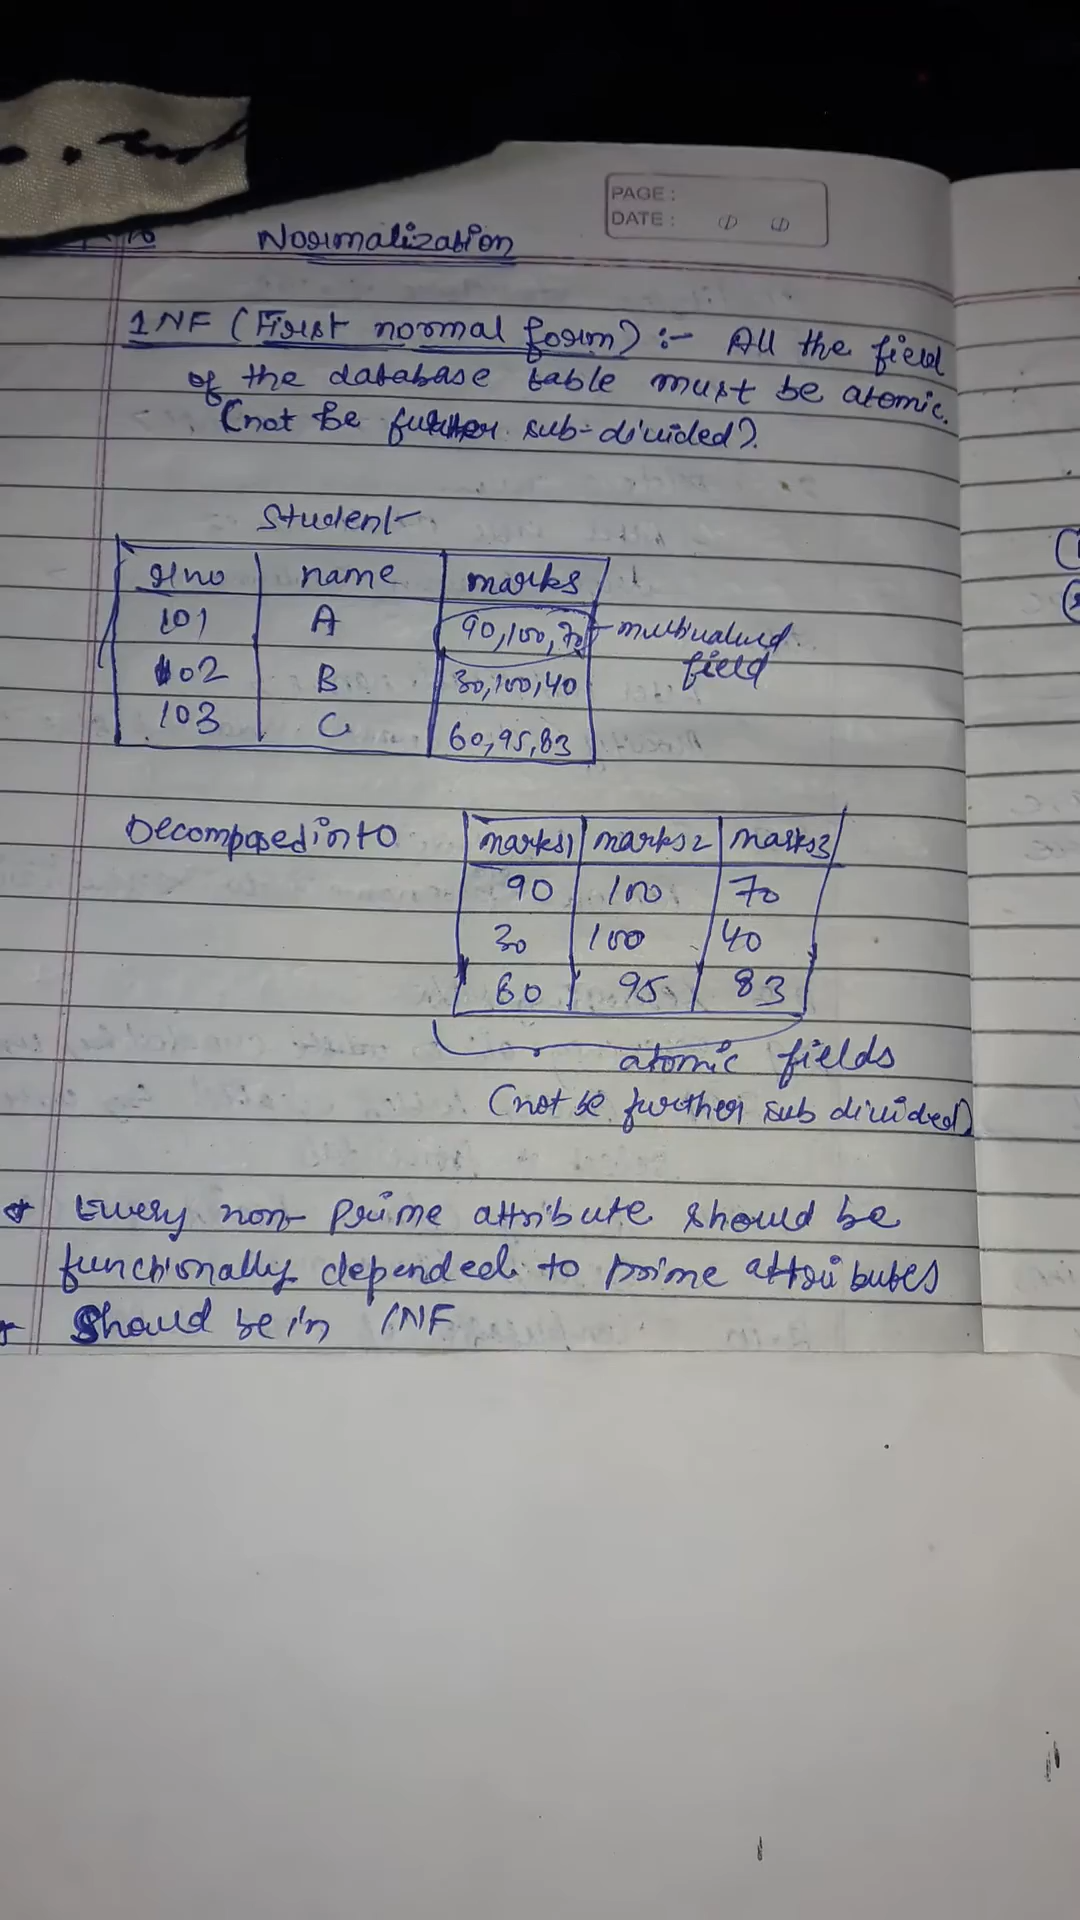 PAGE :
DATE :
Normalization
1NF (First normal form) :- All the field
of the database table must be atomic.
(not be further sub-divided).
Student
rno name marks
101 A 90,100,70 multivalued
field
102 B 30,100,40
103 C 60,95,83
Decomposed into marks1 marks2 marks3
90 100 70
30 100 40
60 95 83
atomic fields
(not be further sub divided)
Every non-prime attribute should be
functionally depended to prime attributes
Should be in 1NF